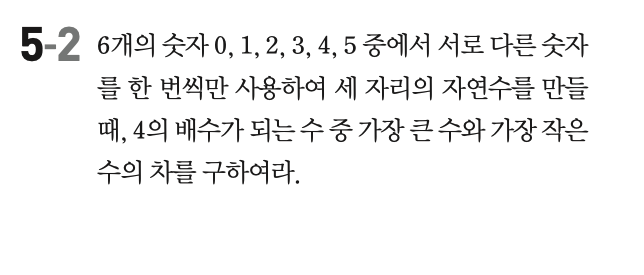 5-2 6개의 숫자 0, 1, 2, 3, 4, 5 중에서 서로 다른 숫자
를 한 번씩만 사용하여 세 자리의 자연수를 만들
때, 4의 배수가 되는 수 중 가장 큰 수와 가장 작은
수의 차를 구하여라.